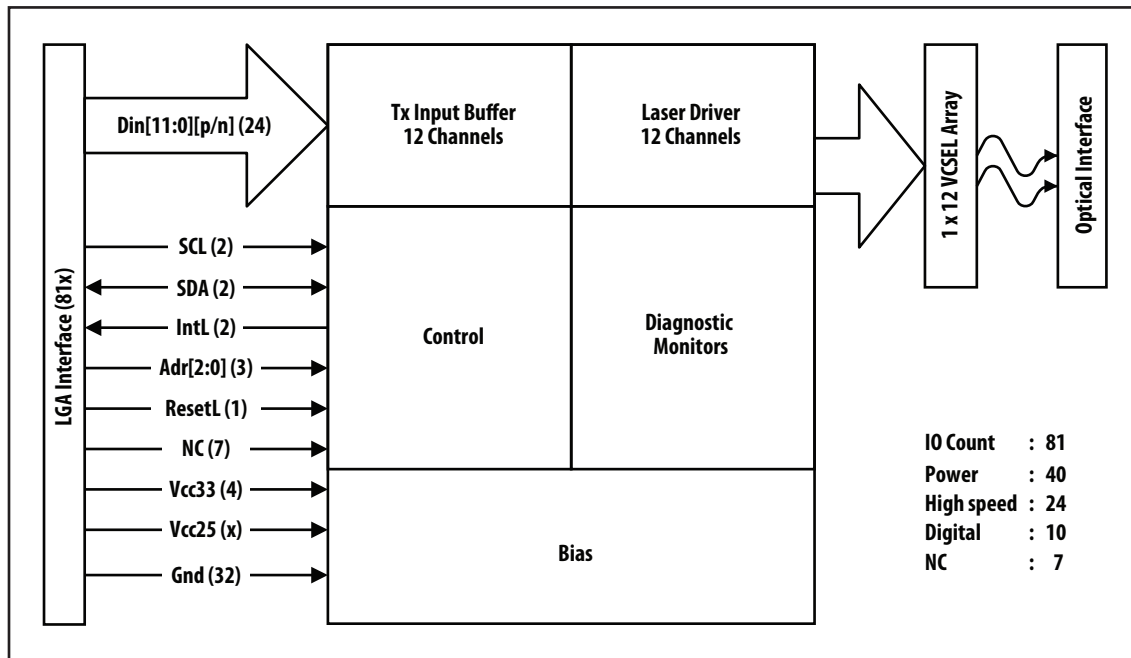 LGA Interface (81x)
Din[11:0][p/n] (24)
SCL (2)
SDA (2)
IntL (2)
Adr[2:0] (3)
ResetL (1)
NC (7)
Vcc33 (4)
Vcc25 (x)
Gnd (32)
Tx Input Buffer
12 Channels
Laser Driver
12 Channels
Control
Diagnostic
Monitors
Bias
1 x 12 VCSEL Array
Optical Interface
IO Count : 81
Power : 40
High speed : 24
Digital : 10
NC : 7